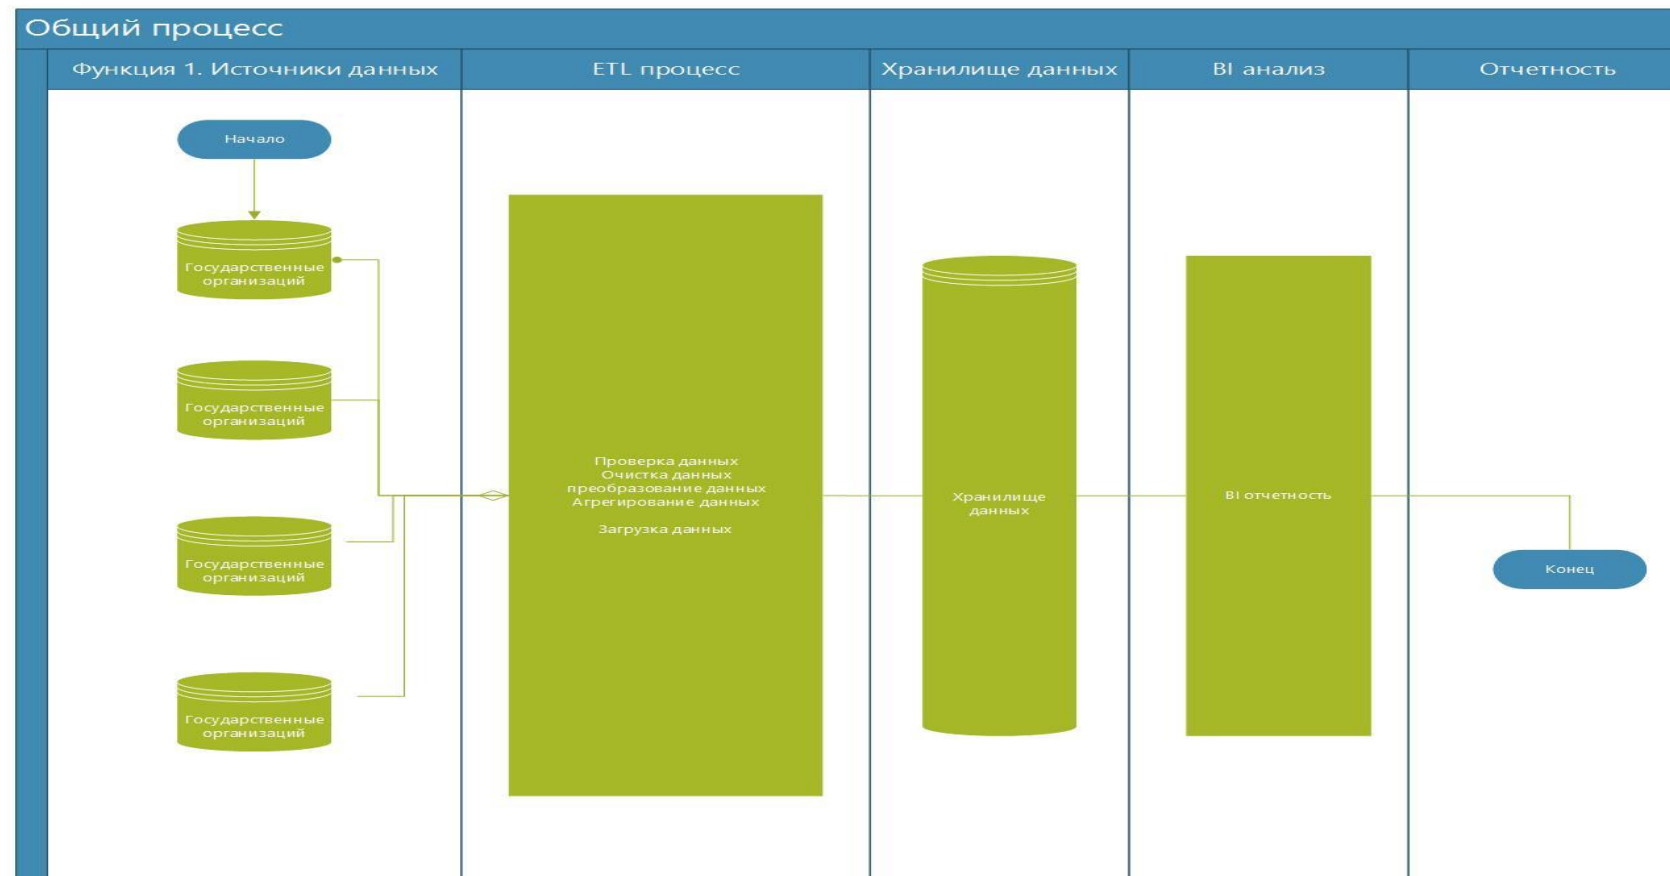 Общий процесс
Функция 1. Источники данных
ETL процесс
Хранилище данных
BI анализ
Отчетность
Начало
Государственные
организаций
Государственные
организаций
Государственные
организаций
Государственные
организаций
Проверка данных
Очистка данных
преобразование данных
Агрегирование данных
Загрузка данных
Хранилище
данных
BI отчетность
Конец